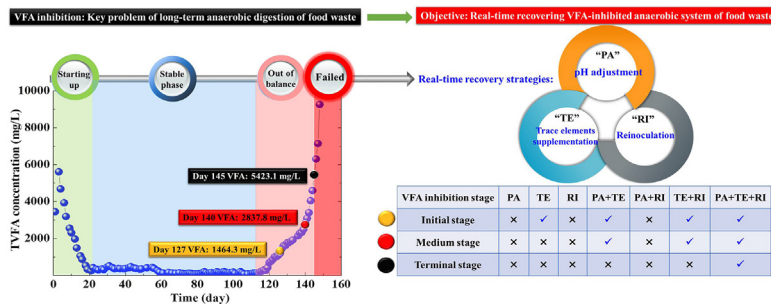 VFA inhibition: Key problem of long-term anaerobic digestion of food waste
Objective: Real-time recovering VFA-inhibited anaerobic system of food waste
Starting
up
Stable
phase
Out of
balance
Failed
Real-time recovery strategies:
“PA”
pH adjustment
“TE”
Trace elements
supplementation
“RI”
Reinoculation
TVFA concentration (mg/L)
10000
8000
6000
4000
2000
Day 145 VFA: 5423.1 mg/L
Day 140 VFA: 2837.8 mg/L
Day 127 VFA: 1464.3 mg/L
0 20 40 60 80 100 120 140 160
Time (day)
VFA inhibition stage PA TE RI PA+TE PA+RI TE+RI PA+TE+RI
Initial stage × ✓ × ✓ × ✓ ✓
Medium stage × × × ✓ × ✓ ✓
Terminal stage × × × × × × ✓